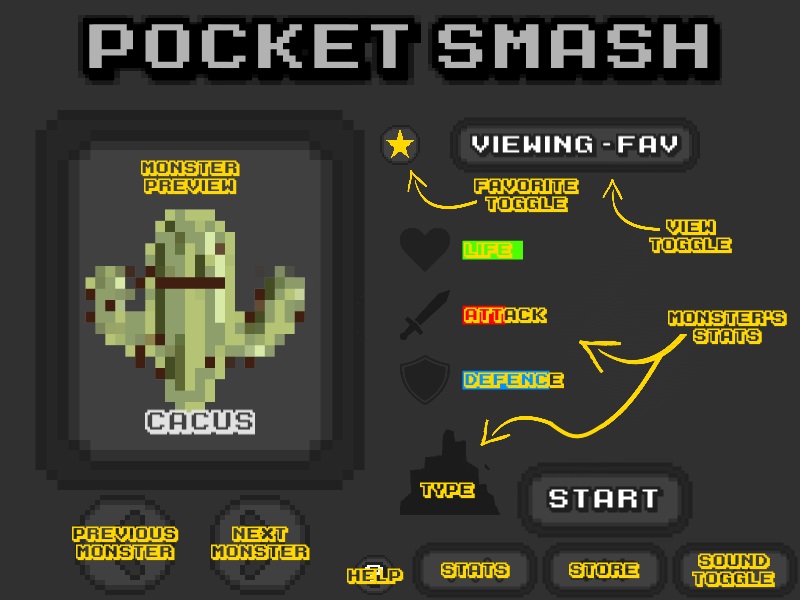 POCKET SMASH
MONSTER
PREVIEW
VIEWING-FAV
FAVORITE
TOGGLE
VIEW
TOGGLE
LIFE
ATTACK
MONSTER'S
STATS
DEFENCE
CACUS
TYPE
START
PREVIOUS
MONSTER
NEXT
MONSTER
HELP
STATS
STORE
SOUND
TOGGLE